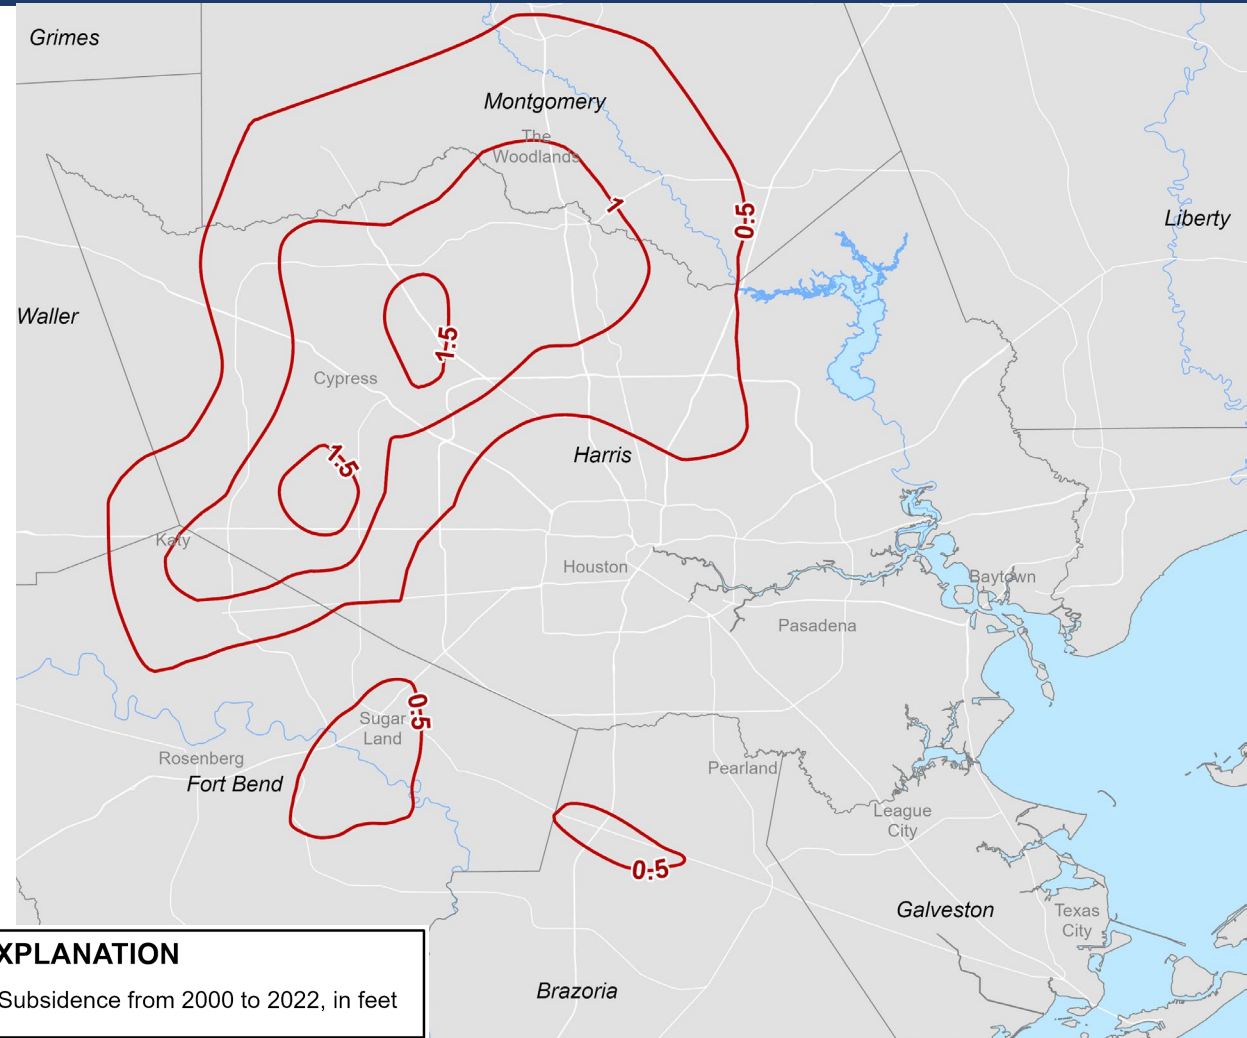 Grimes
Montgomery
The
Woodlands
1
0.5
Liberty
Waller
1.5
Cypress
1.5
Harris
Katy
Houston
Baytown
Pasadena
0.5
Sugar
Land
Rosenberg
Fort Bend
Pearland
League
City
0.5
Galveston
Texas
City
XPLANATION
Subsidence from 2000 to 2022, in feet
Brazoria